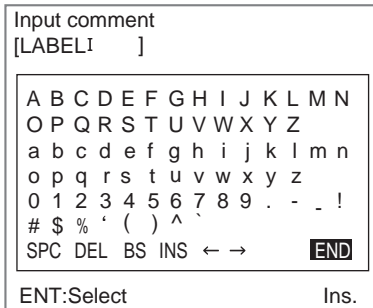 Input comment
[LABELI ]
A B C D E F G H I J K L M N
O P Q R S T U V W X Y Z
a b c d e f g h i j k l m n
o p q r s t u v w x y z
0 1 2 3 4 5 6 7 8 9 . - _ !
# $ % ‘ ( ) ^ `
SPC DEL BS INS ← → END
ENT:Select Ins.